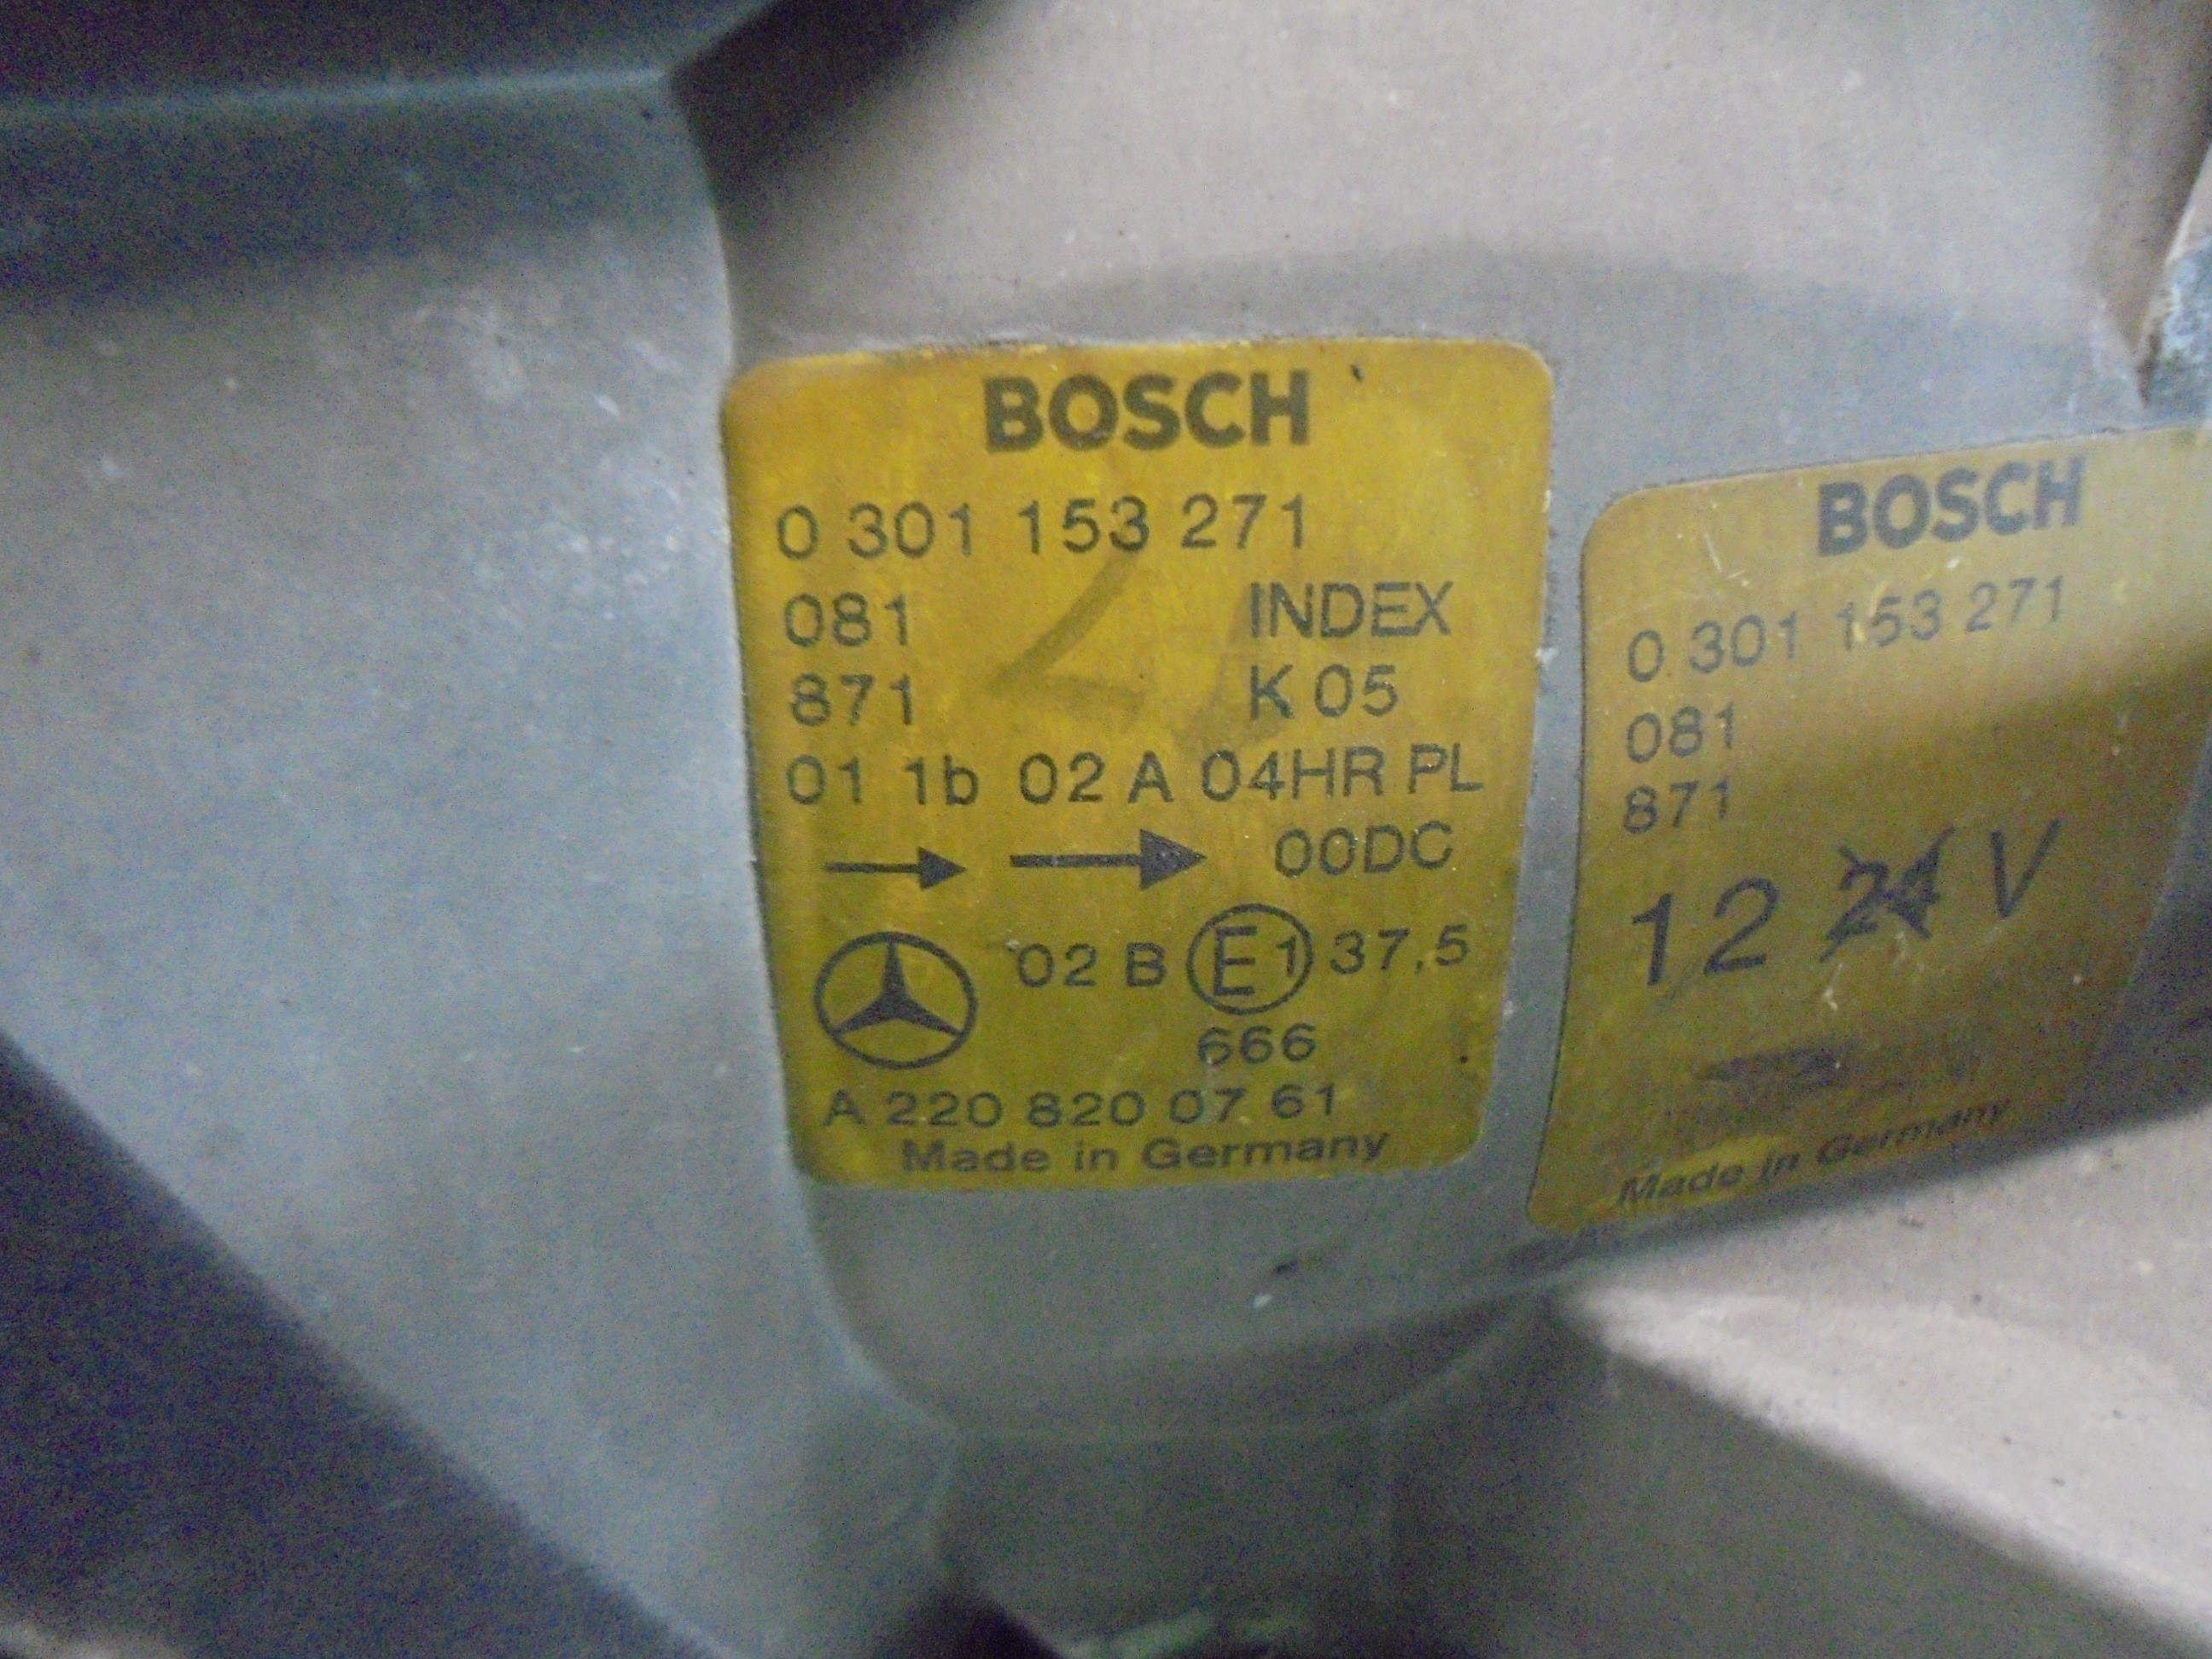 BOSCH
0 301 153 271
081 INDEX
871 K 05
01 1b 02 A 04HR PL
00DC
02 B E1 37,5
666
A 220 820 07 61
Made in Germany
BOSCH
0 301 153 271
081
871
12 24 V
Made in Germany